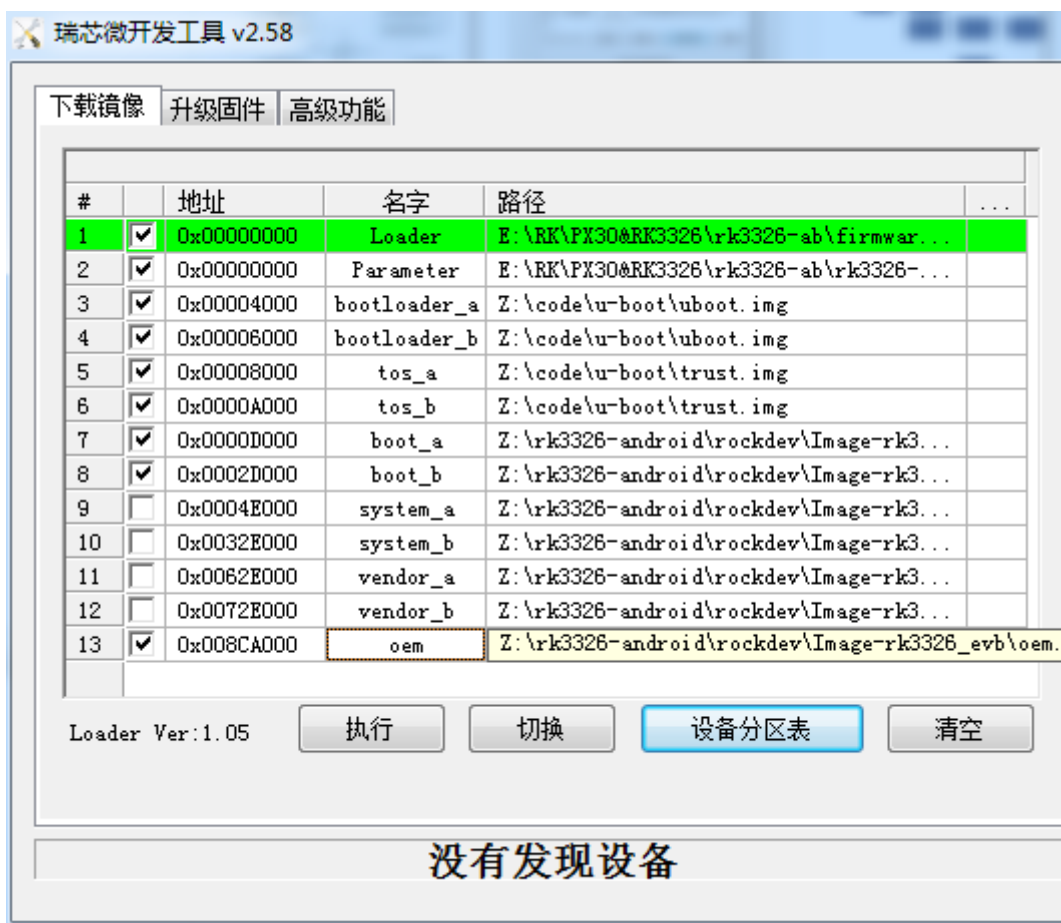 瑞芯微开发工具 v2.58
下载镜像 升级固件 高级功能
# 地址 名字 路径 ...
1 0x00000000 Loader E:\RK\PX30&RK3326\rk3326-ab\firmwar...
2 0x00000000 Parameter E:\RK\PX30&RK3326\rk3326-ab\rk3326-...
3 0x00004000 bootloader_a Z:\code\u-boot\uboot.img
4 0x00006000 bootloader_b Z:\code\u-boot\uboot.img
5 0x00008000 tos_a Z:\code\u-boot\trust.img
6 0x0000A000 tos_b Z:\code\u-boot\trust.img
7 0x0000D000 boot_a Z:\rk3326-android\rockdev\Image-rk3...
8 0x0002D000 boot_b Z:\rk3326-android\rockdev\Image-rk3...
9 0x0004E000 system_a Z:\rk3326-android\rockdev\Image-rk3...
10 0x0032E000 system_b Z:\rk3326-android\rockdev\Image-rk3...
11 0x0062E000 vendor_a Z:\rk3326-android\rockdev\Image-rk3...
12 0x0072E000 vendor_b Z:\rk3326-android\rockdev\Image-rk3...
13 0x008CA000 oem Z:\rk3326-android\rockdev\Image-rk3326_evb\oem.
Loader Ver:1.05 执行 切换 设备分区表 清空
没有发现设备